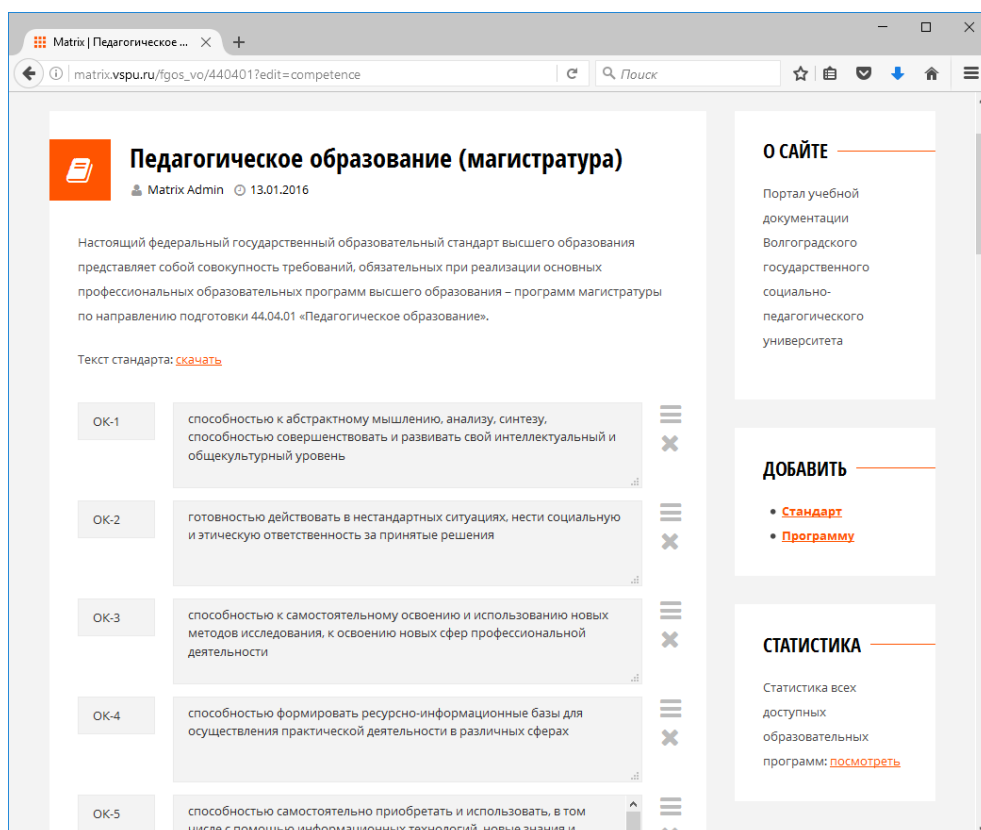 Matrix | Педагогическое ...
matrix.vspu.ru/fgos_vo/440401?edit=competence
Поиск
Педагогическое образование (магистратура)
Matrix Admin 13.01.2016
Настоящий федеральный государственный образовательный стандарт высшего образования
представляет собой совокупность требований, обязательных при реализации основных
профессиональных образовательных программ высшего образования – программ магистратуры
по направлению подготовки 44.04.01 «Педагогическое образование».
Текст стандарта: скачать
ОК-1
способностью к абстрактному мышлению, анализу, синтезу,
способностью совершенствовать и развивать свой интеллектуальный и
общекультурный уровень
ОК-2
готовностью действовать в нестандартных ситуациях, нести социальную
и этическую ответственность за принятые решения
ОК-3
способностью к самостоятельному освоению и использованию новых
методов исследования, к освоению новых сфер профессиональной
деятельности
ОК-4
способностью формировать ресурсно-информационные базы для
осуществления практической деятельности в различных сферах
ОК-5
способностью самостоятельно приобретать и использовать, в том
числе с помощью информационных технологий, новые знания и
О САЙТЕ
Портал учебной
документации
Волгоградского
государственного
социально-
педагогического
университета
ДОБАВИТЬ
• Стандарт
• Программу
СТАТИСТИКА
Статистика всех
доступных
образовательных
программ: посмотреть